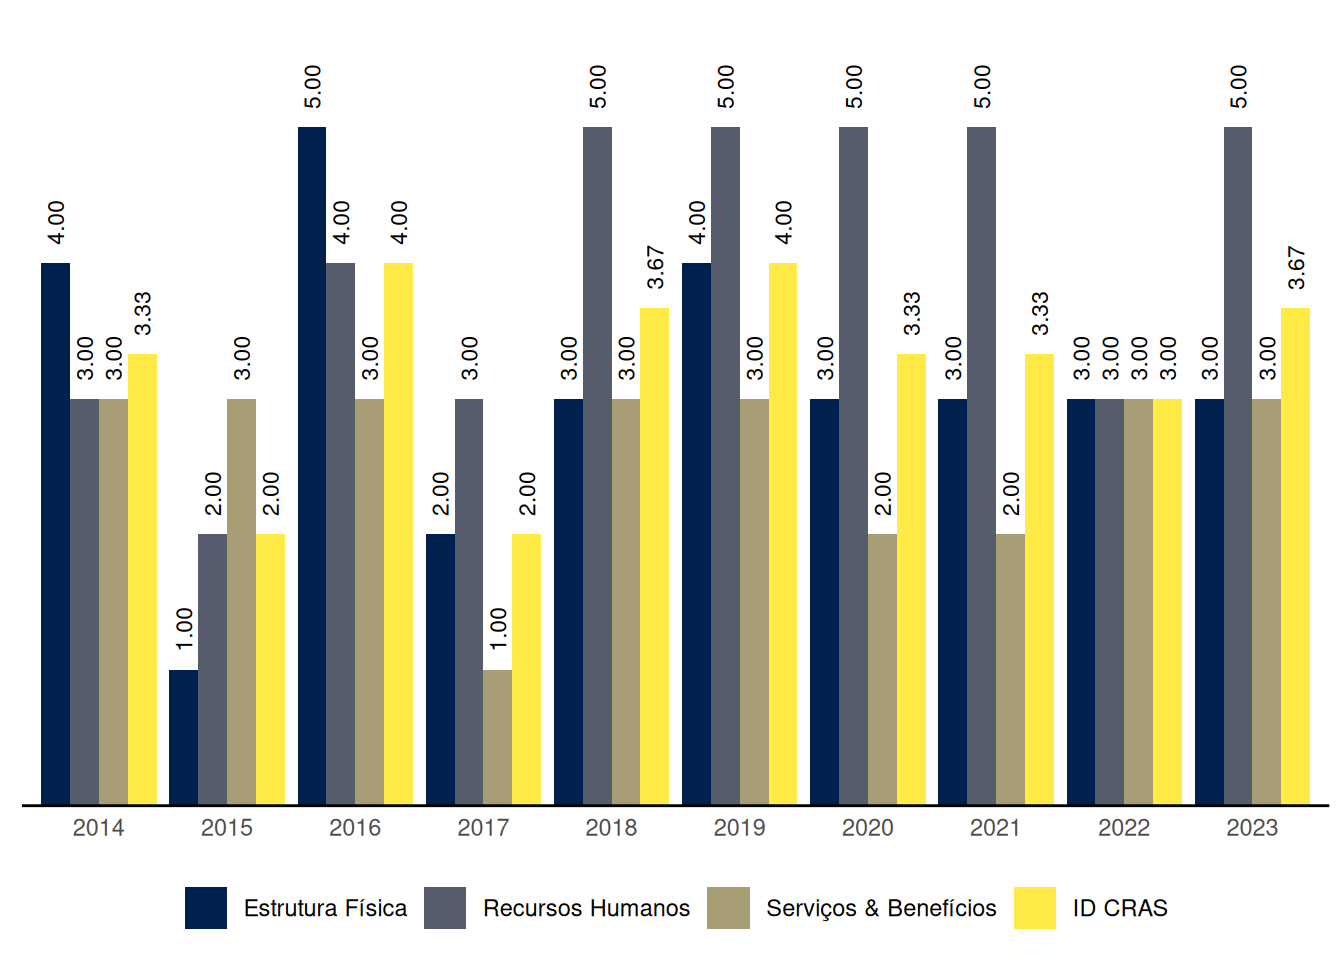 5.00 5.00 5.00 5.00 5.00 5.00
4.00 4.00 4.00 4.00 4.00
3.67 3.67
3.33 3.33 3.33
3.00 3.00 3.00 3.00 3.00 3.00 3.00 3.00 3.00 3.00 3.00 3.00 3.00 3.00 3.00 3.00
2.00 2.00 2.00 2.00 2.00 2.00
1.00 1.00
2014 2015 2016 2017 2018 2019 2020 2021 2022 2023
Estrutura Física Recursos Humanos Serviços & Benefícios ID CRAS